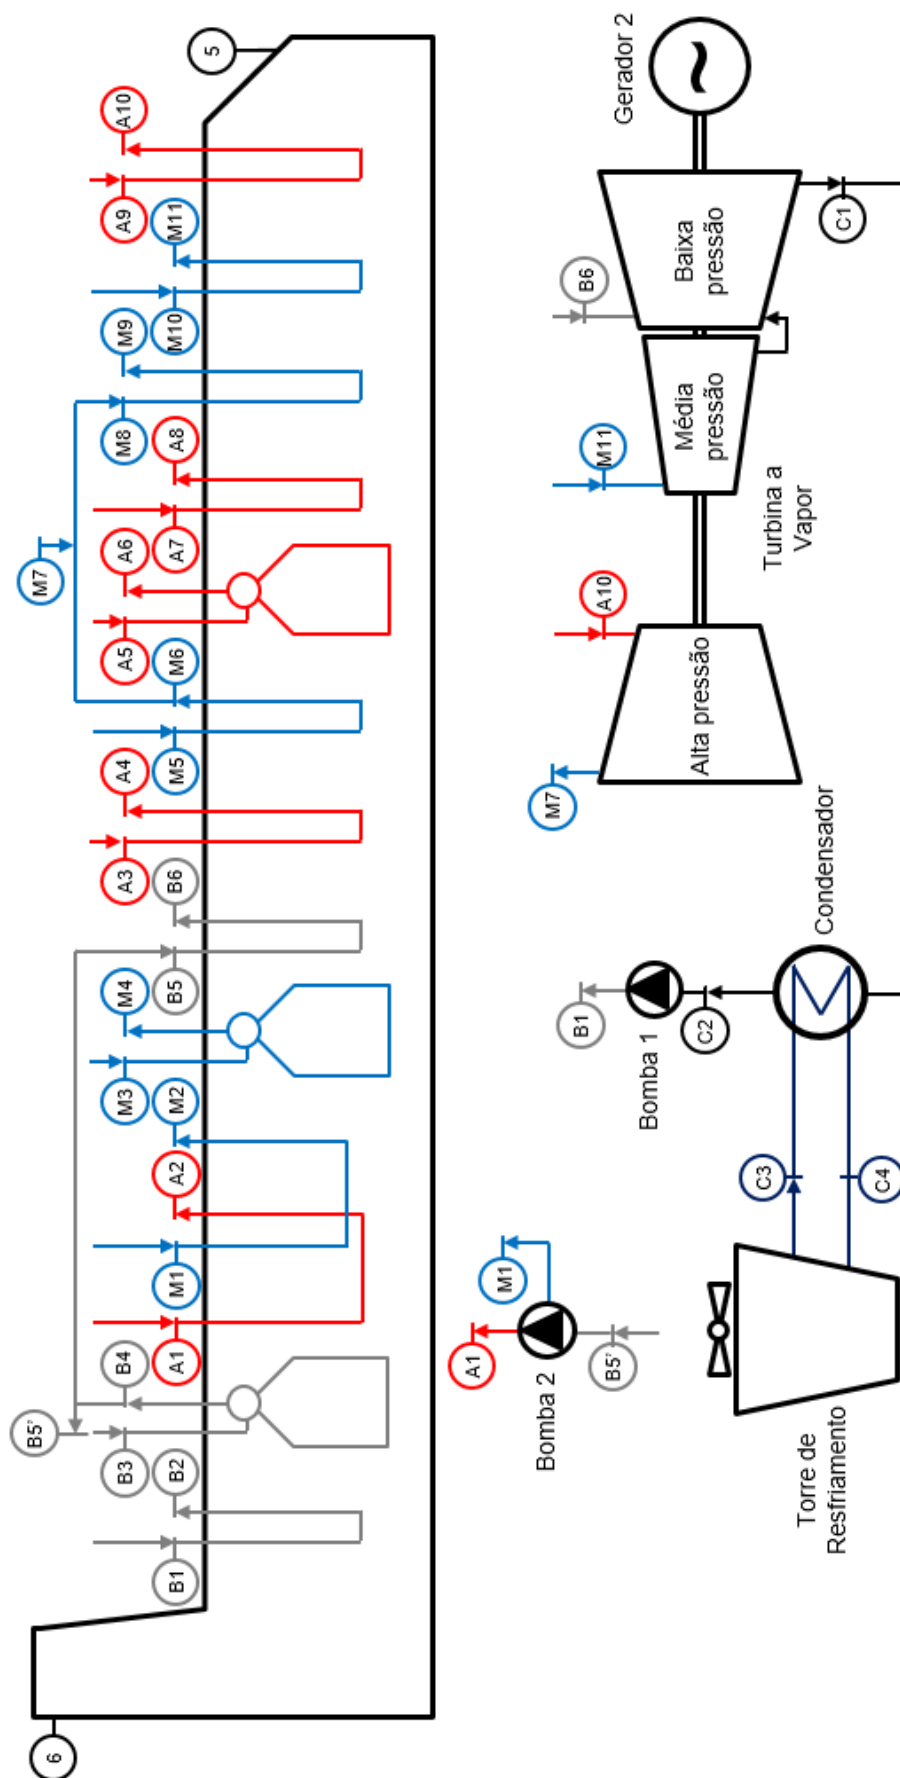 6
B5'
M7
B3
B4
M3
M4
A3
A4
A5
A6
M8
M9
A9
A10
B1
B2
A1
M1
A2
M2
B5
B6
M5
M6
A7
A8
M10
M11
5
A1
M1
Bomba 2
B5'
Torre de
Resfriamento
C3
C4
B1
Bomba 1
C2
Condensador
M7
Alta pressão
A10
M11
Média
pressão
Turbina a
Vapor
B6
Baixa
pressão
C1
Gerador 2
~